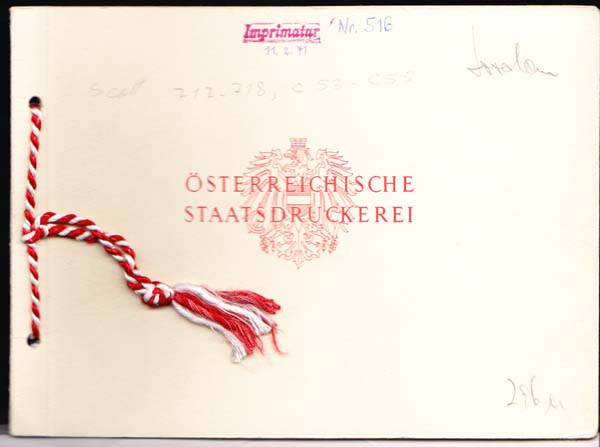 Imprimatur Nr. 516
11. 2. 71
Scott 712-718, C 53 - C55
ÖSTERREICHISCHE
STAATSDRUCKEREI